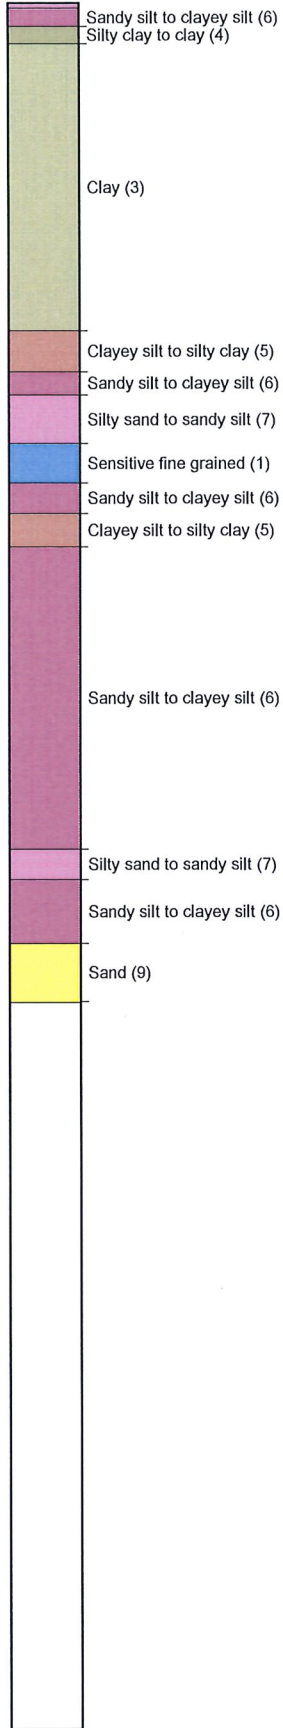 Sandy silt to clayey silt (6)
Silty clay to clay (4)
Clay (3)
Clayey silt to silty clay (5)
Sandy silt to clayey silt (6)
Silty sand to sandy silt (7)
Sensitive fine grained (1)
Sandy silt to clayey silt (6)
Clayey silt to silty clay (5)
Sandy silt to clayey silt (6)
Silty sand to sandy silt (7)
Sandy silt to clayey silt (6)
Sand (9)